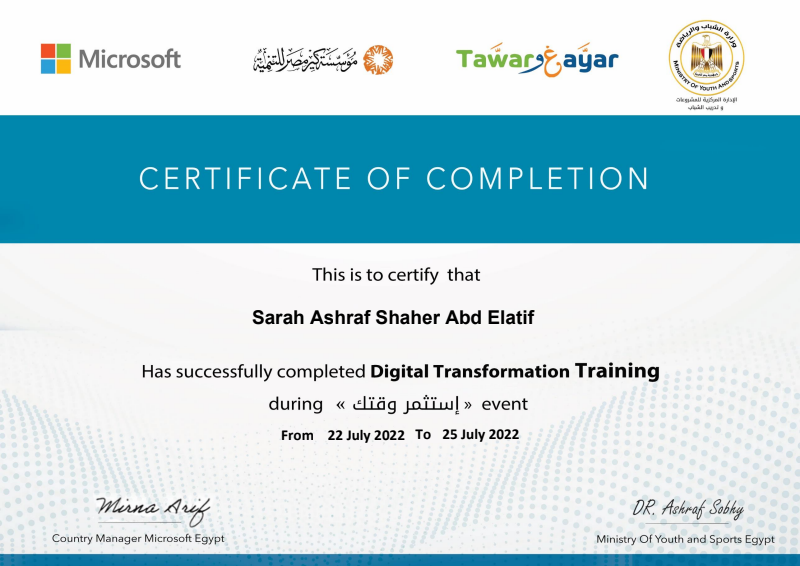 Microsoft
مؤسسة كير مصر للتنمية
Tawar وغ ayar
وزارة الشباب والرياضة
MINISTRY OF YOUTH AND SPORTS
الإدارة المركزية للمشروعات
و تدريب الشباب
CERTIFICATE OF COMPLETION
This is to certify that
Sarah Ashraf Shaher Abd Elatif
Has successfully completed Digital Transformation Training
during « إستثمر وقتك » event
From 22 July 2022 To 25 July 2022
Mirna Arif
DR. Ashraf Sobhy
Country Manager Microsoft Egypt
Ministry Of Youth and Sports Egypt